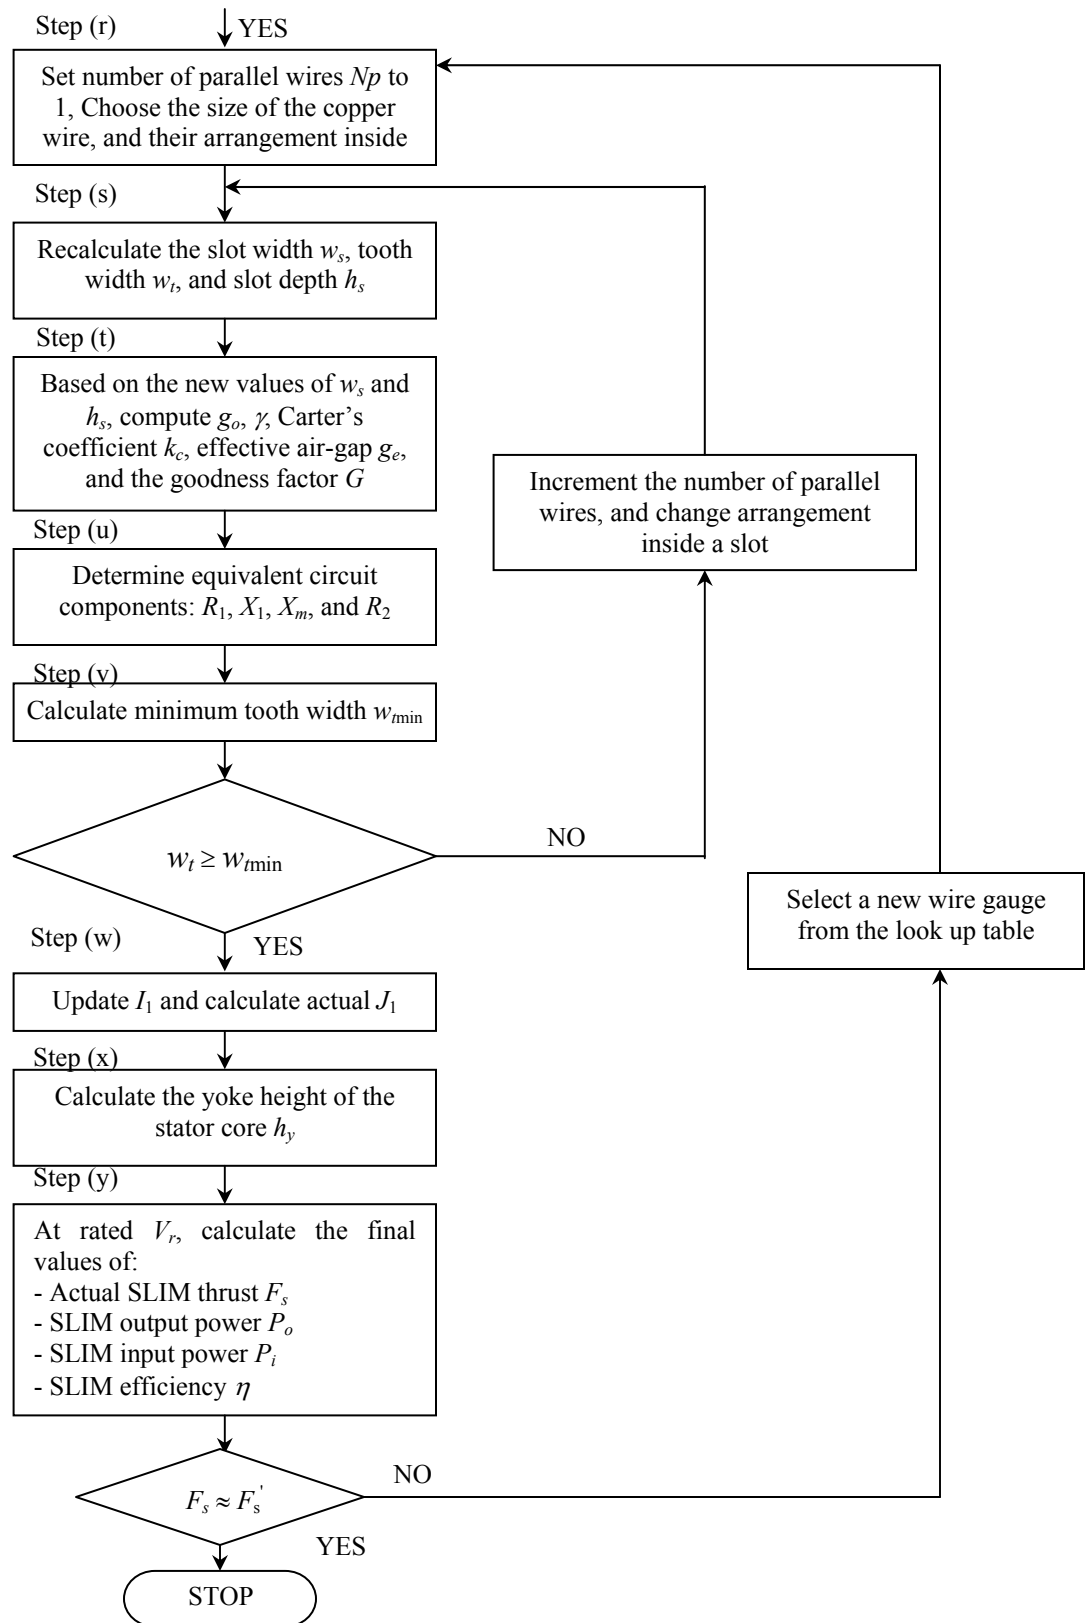 Step (r)
YES
Set number of parallel wires Np to
1, Choose the size of the copper
wire, and their arrangement inside
Step (s)
Recalculate the slot width wₛ, tooth
width wₜ, and slot depth hₛ
Step (t)
Based on the new values of wₛ and
hₛ, compute gₒ, γ, Carter’s
coefficient k_c, effective air-gap gₑ,
and the goodness factor G
Increment the number of parallel
wires, and change arrangement
inside a slot
Step (u)
Determine equivalent circuit
components: R₁, X₁, Xₘ, and R₂
Step (v)
Calculate minimum tooth width wₜₘᵢₙ
NO
wₜ ≥ wₜₘᵢₙ
Select a new wire gauge
from the look up table
Step (w)
YES
Update I₁ and calculate actual J₁
Step (x)
Calculate the yoke height of the
stator core h_y
Step (y)
At rated Vᵣ, calculate the final
values of:
- Actual SLIM thrust Fₛ
- SLIM output power Pₒ
- SLIM input power Pᵢ
- SLIM efficiency η
NO
Fₛ ≈ Fₛ'
YES
STOP